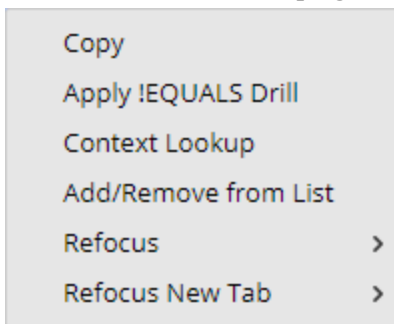 Copy
Apply !EQUALS Drill
Context Lookup
Add/Remove from List
Refocus
Refocus New Tab